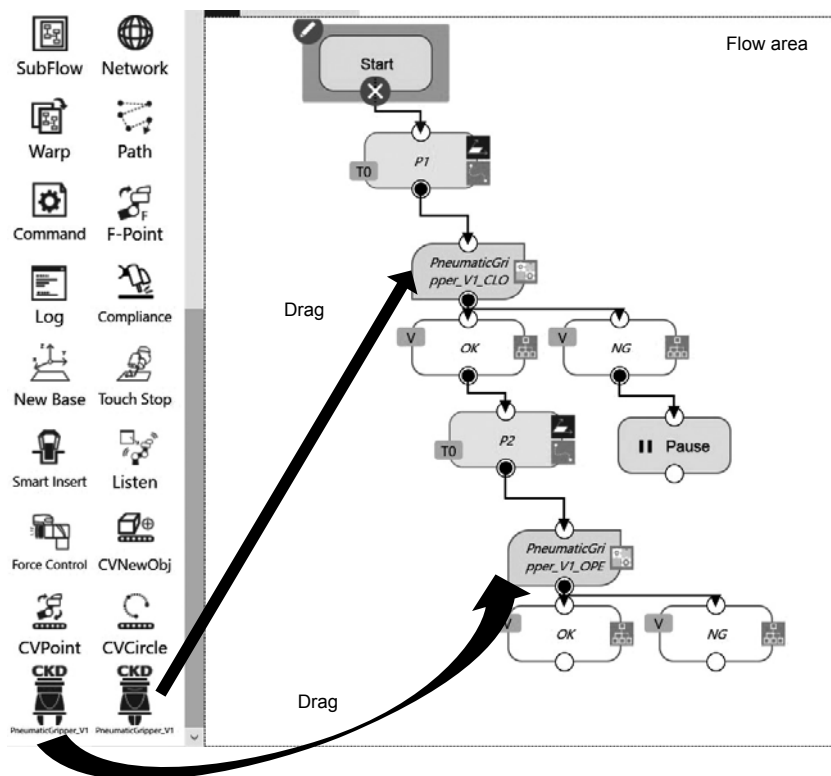 SubFlow Network
Warp Path
Command F-Point
F
Log Compliance
New Base Touch Stop
Smart Insert Listen
Force Control CVNewObj
CVPoint CVCircle
CKD CKD
PneumaticGripper_V1 PneumaticGripper_V1
Flow area
Start
P1
T0
PneumaticGri
pper_V1_CLO
Drag
V OK V NG
P2
T0
Pause
PneumaticGri
pper_V1_OPE
V OK V NG
Drag